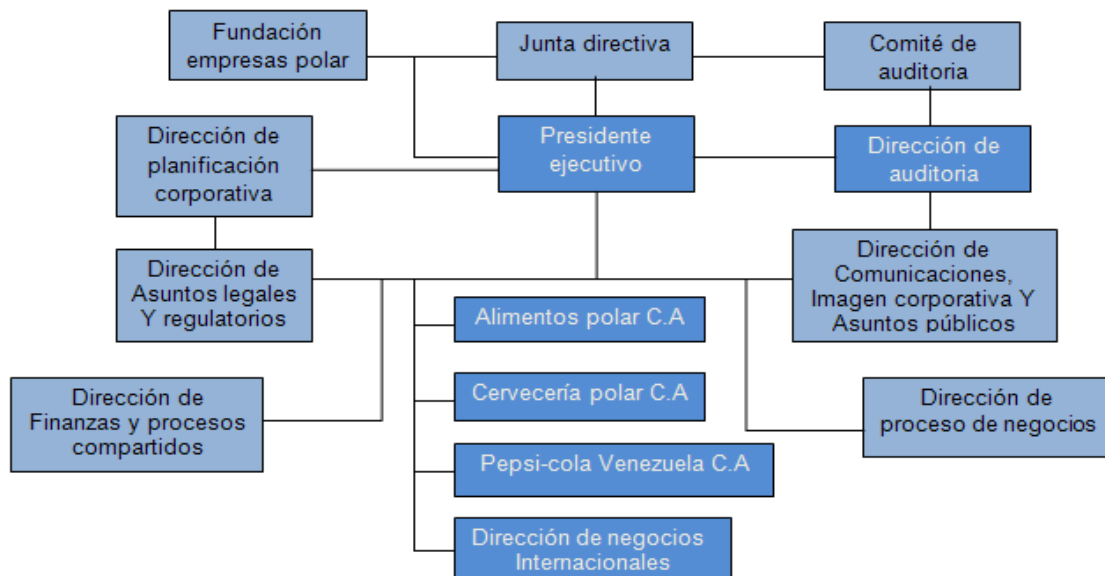 Fundación
empresas polar
Junta directiva
Comité de
auditoria
Dirección de
planificación
corporativa
Presidente
ejecutivo
Dirección de
auditoria
Dirección de
Asuntos legales
Y regulatorios
Dirección de
Comunicaciones,
Imagen corporativa Y
Asuntos públicos
Alimentos polar C.A
Cervecería polar C.A
Pepsi-cola Venezuela C.A
Dirección de negocios
Internacionales
Dirección de
Finanzas y procesos
compartidos
Dirección de
proceso de negocios